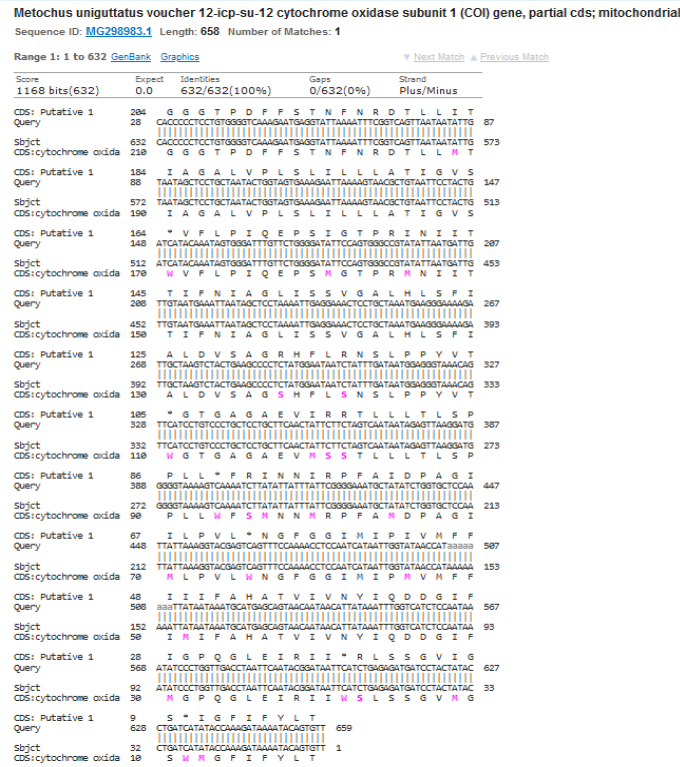 Metochus uniguttatus voucher 12-icp-su-12 cytochrome oxidase subunit 1 (COI) gene, partial cds; mitochondrial
Sequence ID: MG298983.1 Length: 658 Number of Matches: 1
Range 1: 1 to 632 GenBank Graphics Next Match Previous Match
Score Expect Identities Gaps Strand
1168 bits(632) 0.0 632/632(100%) 0/632(0%) Plus/Minus
CDS: Putative 1 204 G G G T P D F F S T N F N R D T L L I T
Query 28 CACCCCCTCCTGTGGGGTCAAAGAATGAGGTATTAAAATTTCGGTCAGTTAATAATATTG 87
Sbjct 632 CACCCCCTCCTGTGGGGTCAAAGAATGAGGTATTAAAATTTCGGTCAGTTAATAATATTG 573
CDS:cytochrome oxida 210 G G G T P D F F S T N F N R D T L L M T
CDS: Putative 1 184 I A G A L V P L S L I L L L A T I G V S
Query 88 TAATAGCTCCTGCTAATACTGGTAGTGAAAGAATTAAAAGTAACGCTGTAATTCCTACTG 147
Sbjct 572 TAATAGCTCCTGCTAATACTGGTAGTGAAAGAATTAAAAGTAACGCTGTAATTCCTACTG 513
CDS:cytochrome oxida 190 I A G A L V P L S L I L L L A T I G V S
CDS: Putative 1 164 * V F L P I Q E P S I G T P R I N I I T
Query 148 ATCATACAAATAGTGGGATTTGTTCTGGGGATATTCCAGTGGGCCGTATATTAATGATTG 207
Sbjct 512 ATCATACAAATAGTGGGATTTGTTCTGGGGATATTCCAGTGGGCCGTATATTAATGATTG 453
CDS:cytochrome oxida 170 W V F L P I Q E P S M G T P R M N I I T
CDS: Putative 1 145 T I F N I A G L I S S V G A L H L S F I
Query 208 TTGTAATGAAATTAATAGCTCCTAAAATTGAGGAAACTCCTGCTAAATGAAGGGAAAAGA 267
Sbjct 452 TTGTAATGAAATTAATAGCTCCTAAAATTGAGGAAACTCCTGCTAAATGAAGGGAAAAGA 393
CDS:cytochrome oxida 150 T I F N I A G L I S S V G A L H L S F I
CDS: Putative 1 125 A L D V S A G R H F L R N S L P P Y V T
Query 268 TTGCTAAGTCTACTGAAGCCCCTCTATGGAATAATCTATTTGATAATGGAGGGTAAACAG 327
Sbjct 392 TTGCTAAGTCTACTGAAGCCCCTCTATGGAATAATCTATTTGATAATGGAGGGTAAACAG 333
CDS:cytochrome oxida 130 A L D V S A G S H F L S N S L P P Y V T
CDS: Putative 1 105 * G T G A G A E V I R R T L L L T L S P
Query 328 TTCATCCTGTCCCTGCTCCTGCTTCAACTATTCTTCTAGTCAATAATAGAGTTAAGGATG 387
Sbjct 332 TTCATCCTGTCCCTGCTCCTGCTTCAACTATTCTTCTAGTCAATAATAGAGTTAAGGATG 273
CDS:cytochrome oxida 110 W G T G A G A E V M S S T L L L T L S P
CDS: Putative 1 86 P L L * F R I N N I R P F A I D P A G I
Query 388 GGGGTAAAAGTCAAAATCTTATATTATTTATTCGGGGAAATGCTATATCTGGTGCTCCAA 447
Sbjct 272 GGGGTAAAAGTCAAAATCTTATATTATTTATTCGGGGAAATGCTATATCTGGTGCTCCAA 213
CDS:cytochrome oxida 90 P L L W F S M N N M R P F A M D P A G I
CDS: Putative 1 67 I L P V L * N G F G G I M I P I V M F F
Query 448 TTATTAAAGGTACGAGTCAGTTTCCAAAACCTCCAATCATAATTGGTATAACCATaaaaa 507
Sbjct 212 TTATTAAAGGTACGAGTCAGTTTCCAAAACCTCCAATCATAATTGGTATAACCATAAAAA 153
CDS:cytochrome oxida 70 M L P V L W N G F G G I M I P M V M F F
CDS: Putative 1 48 I I I F A H A T V I V N Y I Q D D G I F
Query 508 aaaTTATAATAAATGCATGAGCAGTAACAATAACATTATAAATTTGGTCATCTCCAATAA 567
Sbjct 152 AAATTATAATAAATGCATGAGCAGTAACAATAACATTATAAATTTGGTCATCTCCAATAA 93
CDS:cytochrome oxida 50 I M I F A H A T V I V N Y I Q D D G I F
CDS: Putative 1 28 I G P Q G L E I R I I * R L S S G V I G
Query 568 ATATCCCTGGTTGACCTAATTCAATACGGATAATTCATCTGAGAGATGATCCTACTATAC 627
Sbjct 92 ATATCCCTGGTTGACCTAATTCAATACGGATAATTCATCTGAGAGATGATCCTACTATAC 33
CDS:cytochrome oxida 30 M G P Q G L E I R I I W S L S S G V M G
CDS: Putative 1 9 S * I G F I F Y L T
Query 628 CTGATCATATACCAAAGATAAAATACAGTGTT 659
Sbjct 32 CTGATCATATACCAAAGATAAAATACAGTGTT 1
CDS:cytochrome oxida 10 S W M G F I F Y L T